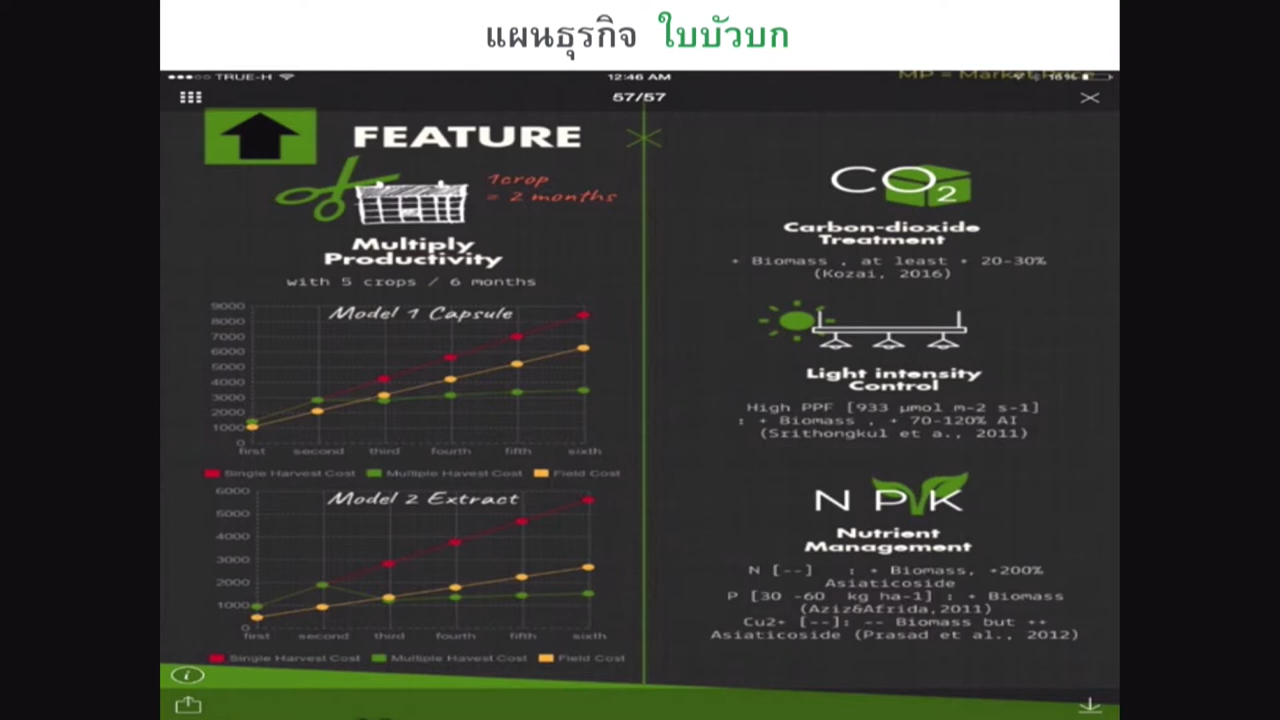 แผนธุรกิจ ใบบัวบก
TRUE-H
12:46 AM
16%
MP = Market Price
57/57
FEATURE
1crop
= 2 months
Multiply
Productivity
with 5 crops / 6 months
Model 1 Capsule
9000
8000
7000
6000
5000
4000
3000
2000
1000
0
first second third fourth fifth sixth
Single Harvest Cost Multiple Havest Cost Field Cost
Model 2 Extract
6000
5000
4000
3000
2000
1000
0
first second third fourth fifth sixth
Single Harvest Cost Multiple Harvest Cost Field Cost
CO2
Carbon-dioxide
Treatment
+ Biomass , at least + 20-30%
(Kozai, 2016)
Light intensity
Control
High PPF [933 µmol m-2 s-1]
: + Biomass , + 70-120% AI
(Srithongkul et a., 2011)
N P K
Nutrient
Management
N [--] : + Biomass, +200%
Asiaticoside
P [30 -60 kg ha-1] : + Biomass
(Aziz&Afrida,2011)
Cu2+ [--]: -- Biomass but ++
Asiaticoside (Prasad et al., 2012)